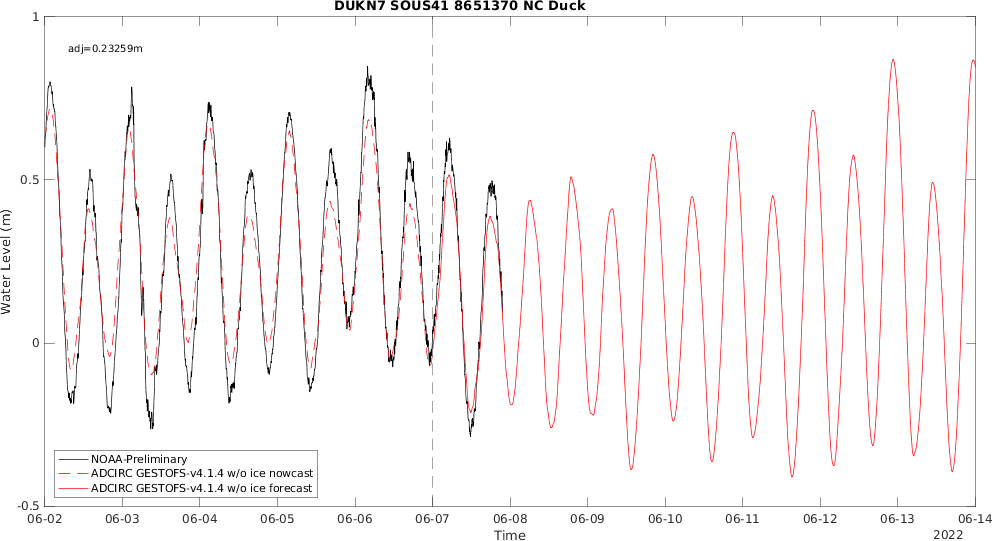 DUKN7 SOUS41 8651370 NC Duck
adj=0.23259m
1
0.5
0
-0.5
Water Level (m)
NOAA-Preliminary
ADCIRC GESTOFS-v4.1.4 w/o ice nowcast
ADCIRC GESTOFS-v4.1.4 w/o ice forecast
06-02 06-03 06-04 06-05 06-06 06-07 06-08 06-09 06-10 06-11 06-12 06-13 06-14
Time
2022